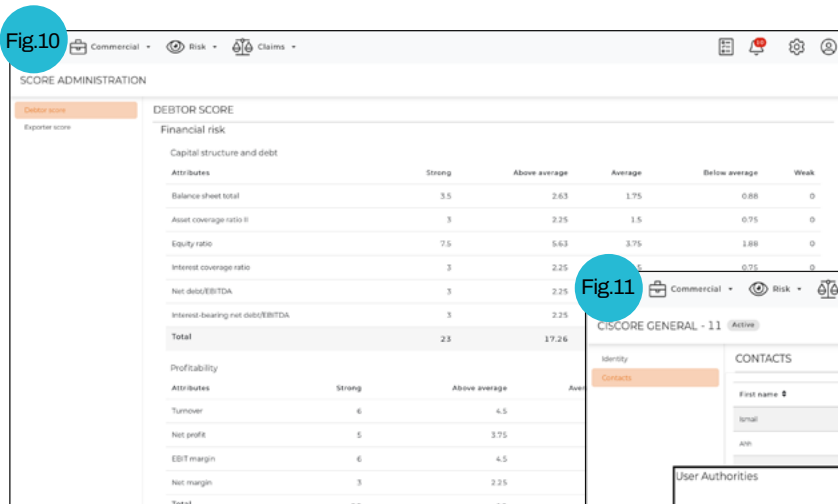 Fig.10
Commercial Risk Claims
10
SCORE ADMINISTRATION
Debtor score
Exporter score
DEBTOR SCORE
Financial risk
Capital structure and debt
Attributes Strong Above average Average Below average Weak
Balance sheet total 3.5 2.63 1.75 0.88 0
Asset coverage ratio II 3 2.25 1.5 0.75 0
Equity ratio 7.5 5.63 3.75 1.88 0
Interest coverage ratio 3 2.25 0.75 0
Net debt/EBITDA 3 2.25
Interest-bearing net debt/EBITDA 3 2.25
Total 23 17.26
Profitability
Attributes Strong Above average
Turnover 6 4.5
Net profit 5 3.75
EBIT margin 6 4.5
Net margin 3 2.25
Total
Fig.11
Commercial Risk
CISCORE GENERAL - 11 Active
Identity
Contacts
CONTACTS
First name
Ismail
Ahh
User Authorities